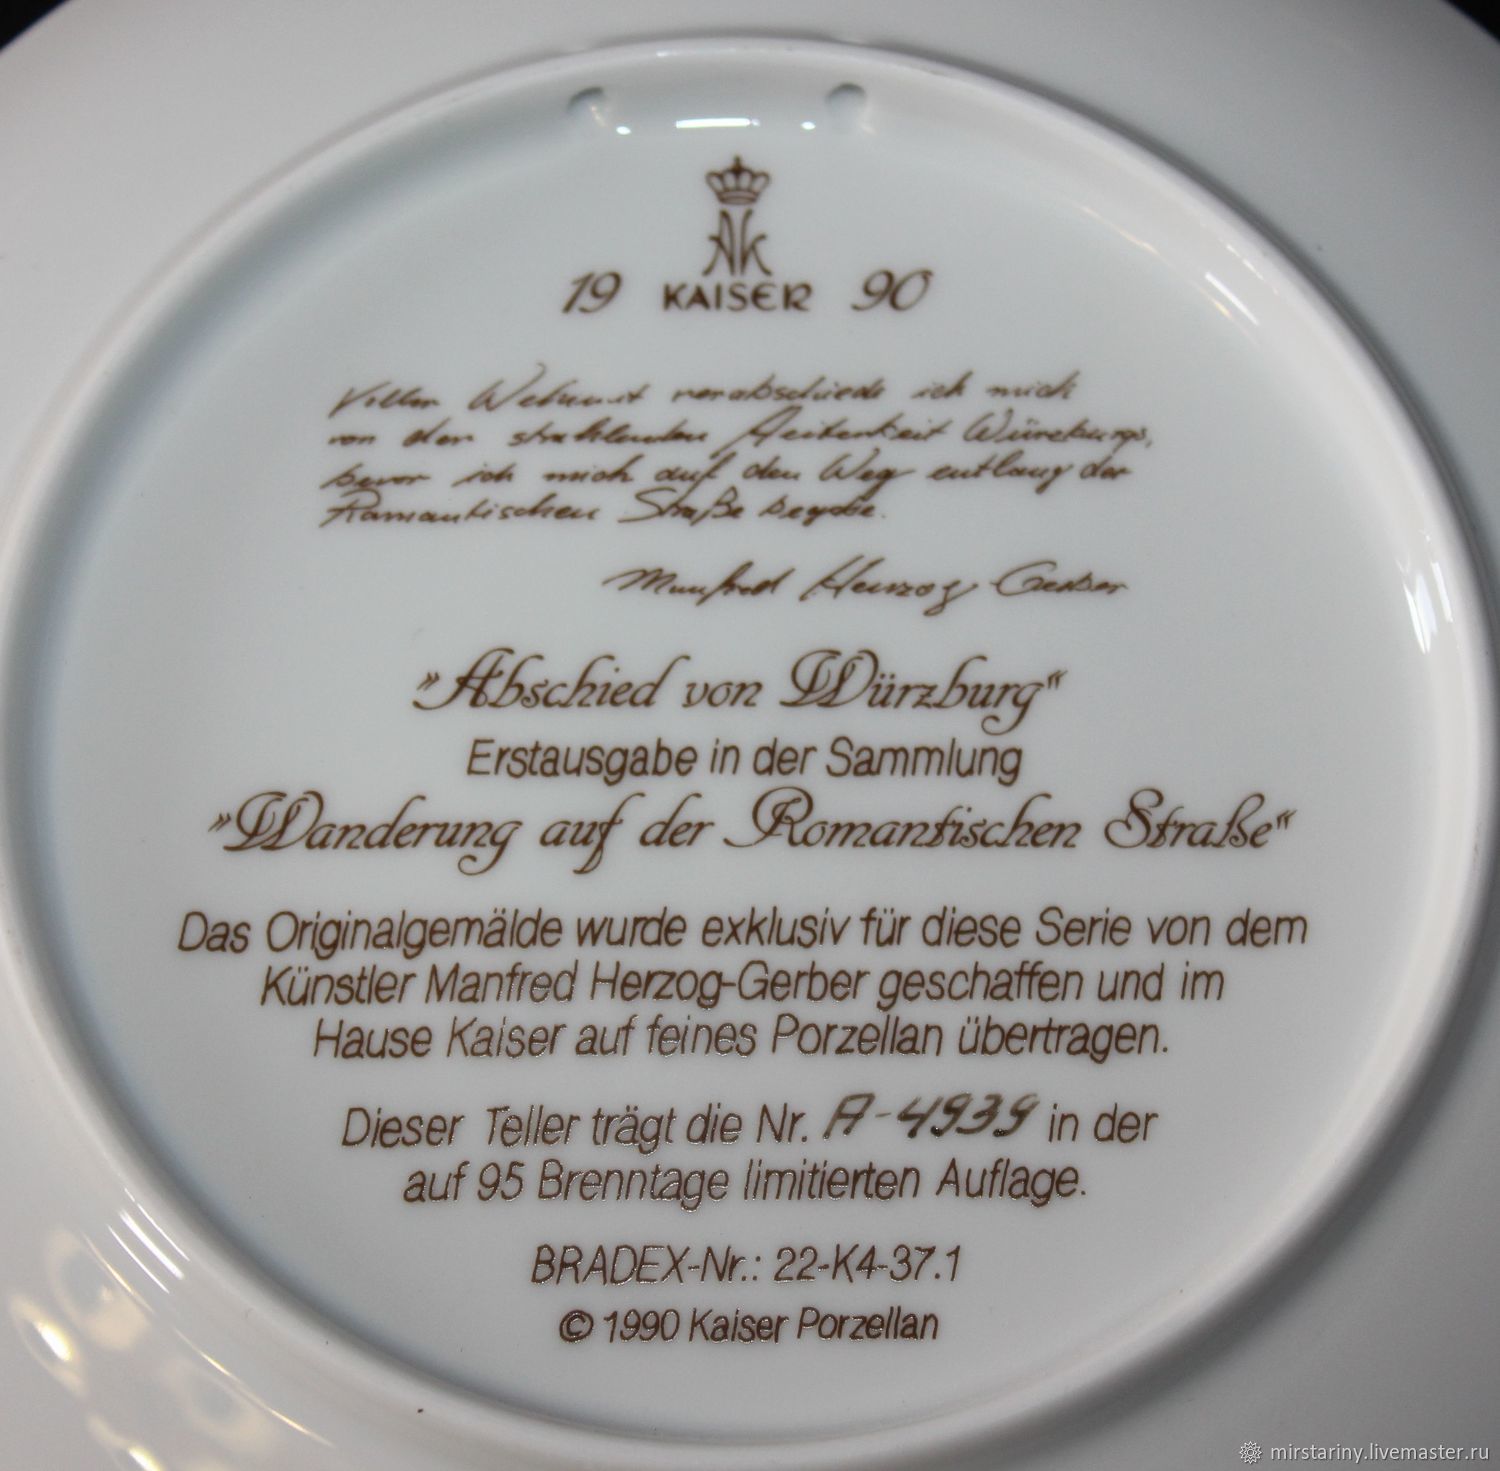 AK
19 KAISER 90
Voller Wehmut verabschiede ich mich
von der strahlenden Heiterkeit Würzburgs,
bevor ich mich auf den Weg entlang der
Romantischen Straße begebe.
Manfred Herzog Gerber
»Abschied von Würzburg«
Erstausgabe in der Sammlung
»Wanderung auf der Romantischen Straße«
Das Originalgemälde wurde exklusiv für diese Serie von dem
Künstler Manfred Herzog-Gerber geschaffen und im
Hause Kaiser auf feines Porzellan übertragen.
Dieser Teller trägt die Nr. A-4939 in der
auf 95 Brenntage limitierten Auflage.
BRADEX-Nr.: 22-K4-37.1
© 1990 Kaiser Porzellan
mirstariny.livemaster.ru